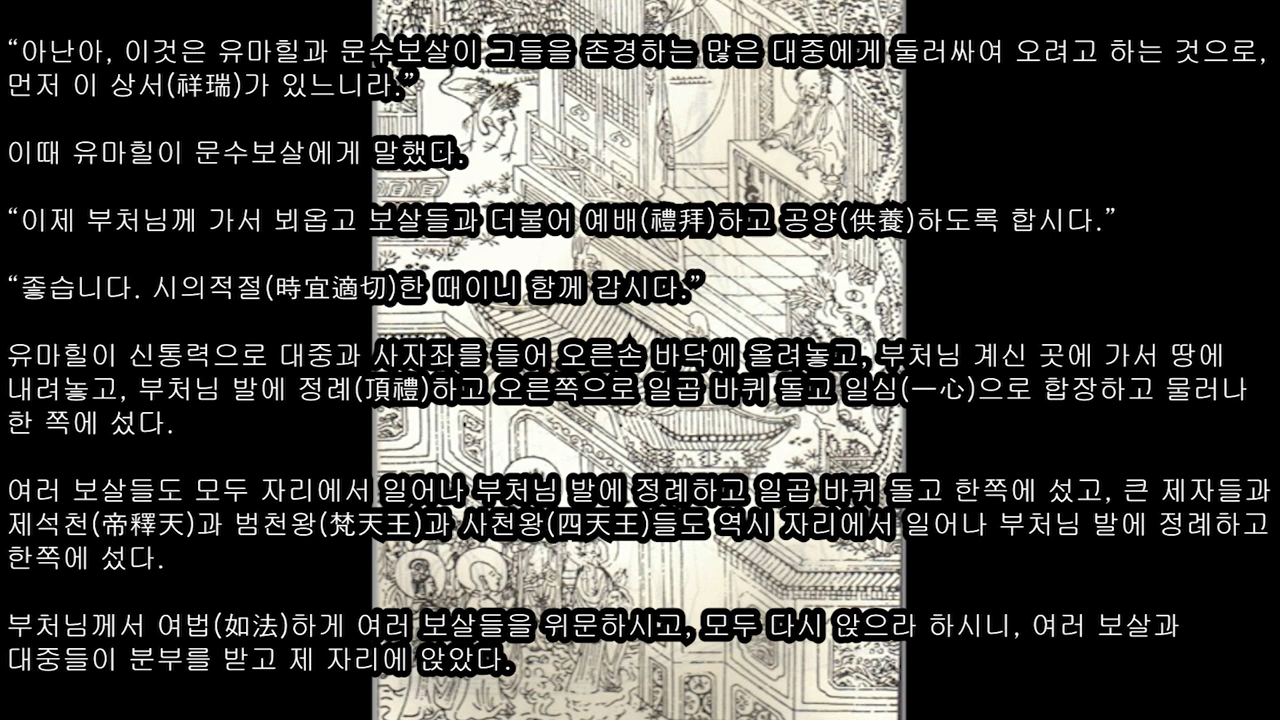 “아난아, 이것은 유마힐과 문수보살이 그들을 존경하는 많은 대중에게 둘러싸여 오려고 하는 것으로,
먼저 이 상서(祥瑞)가 있느니라.”
이때 유마힐이 문수보살에게 말했다.
“이제 부처님께 가서 뵈옵고 보살들과 더불어 예배(禮拜)하고 공양(供養)하도록 합시다.”
“좋습니다. 시의적절(時宜適切)한 때이니 함께 갑시다.”
유마힐이 신통력으로 대중과 사자좌를 들어 오른손 바닥에 올려놓고, 부처님 계신 곳에 가서 땅에
내려놓고, 부처님 발에 정례(頂禮)하고 오른쪽으로 일곱 바퀴 돌고 일심(一心)으로 합장하고 물러나
한 쪽에 섰다.
여러 보살들도 모두 자리에서 일어나 부처님 발에 정례하고 일곱 바퀴 돌고 한쪽에 섰고, 큰 제자들과
제석천(帝釋天)과 범천왕(梵天王)과 사천왕(四天王)들도 역시 자리에서 일어나 부처님 발에 정례하고
한쪽에 섰다.
부처님께서 여법(如法)하게 여러 보살들을 위문하시고, 모두 다시 앉으라 하시니, 여러 보살과
대중들이 분부를 받고 제 자리에 앉았다.